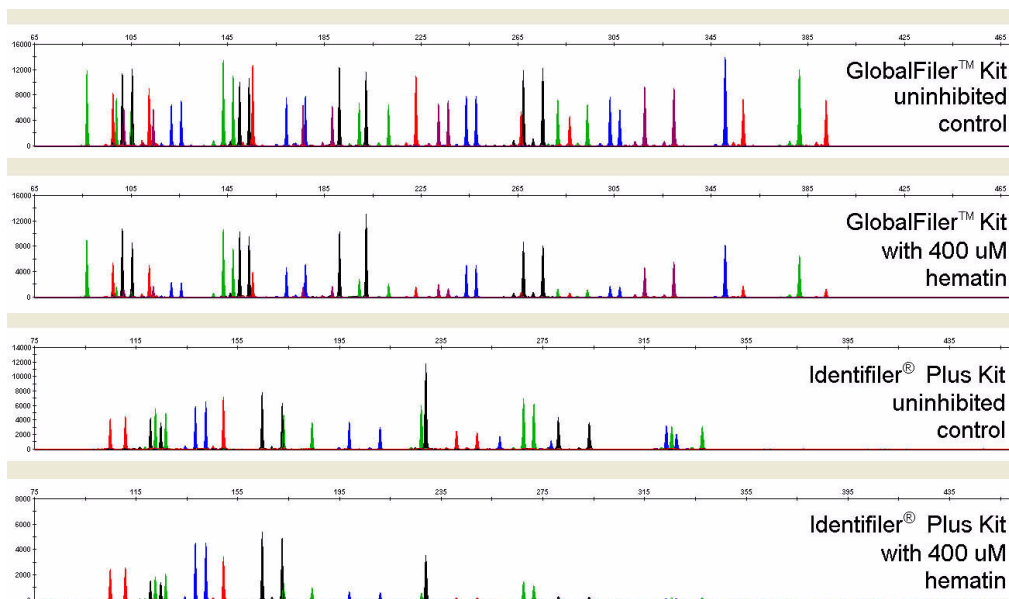 65 105 145 185 225 265 305 345 385 425 465
16000
12000
8000
4000
0
GlobalFiler™ Kit
uninhibited
control
65 105 145 185 225 265 305 345 385 425 465
16000
12000
8000
4000
0
GlobalFiler™ Kit
with 400 uM
hematin
75 115 155 195 235 275 315 355 395 435
14000
12000
10000
8000
6000
4000
2000
0
Identifiler® Plus Kit
uninhibited
control
75 115 155 195 235 275 315 355 395 435
8000
6000
4000
2000
0
Identifiler® Plus Kit
with 400 uM
hematin